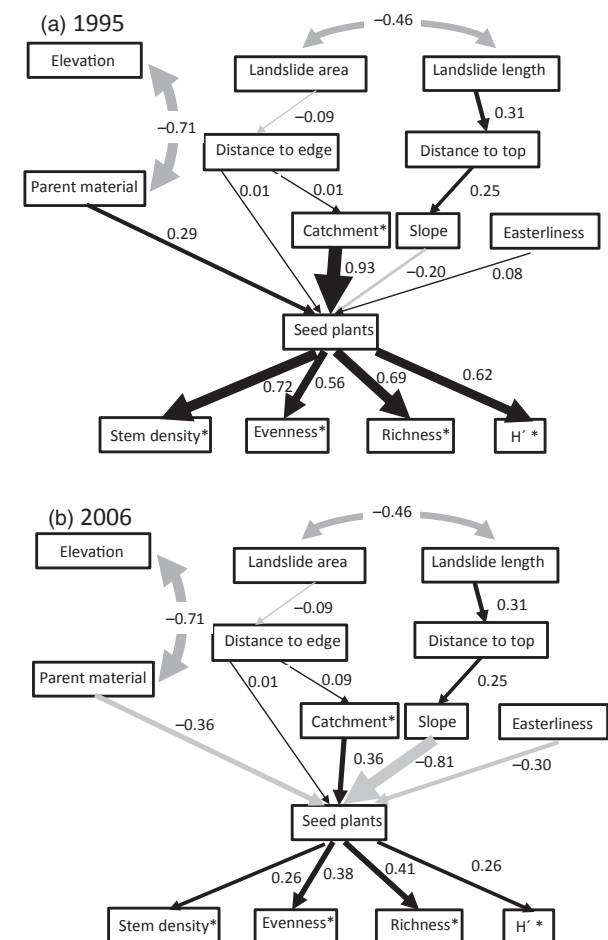 (a) 1995
−0.46
Elevation
Landslide area
Landslide length
−0.71
−0.09
0.31
Distance to edge
Distance to top
Parent material
0.01
0.01
0.25
Catchment*
Slope
Easterliness
0.29
0.93
−0.20
0.08
Seed plants
0.72
0.56
0.69
0.62
Stem density*
Evenness*
Richness*
H´ *
(b) 2006
−0.46
Elevation
Landslide area
Landslide length
−0.71
−0.09
0.31
Distance to edge
Distance to top
Parent material
0.01
0.09
0.25
Catchment*
Slope
Easterliness
−0.36
0.36
−0.81
−0.30
Seed plants
0.26
0.38
0.41
0.26
Stem density*
Evenness*
Richness*
H´ *